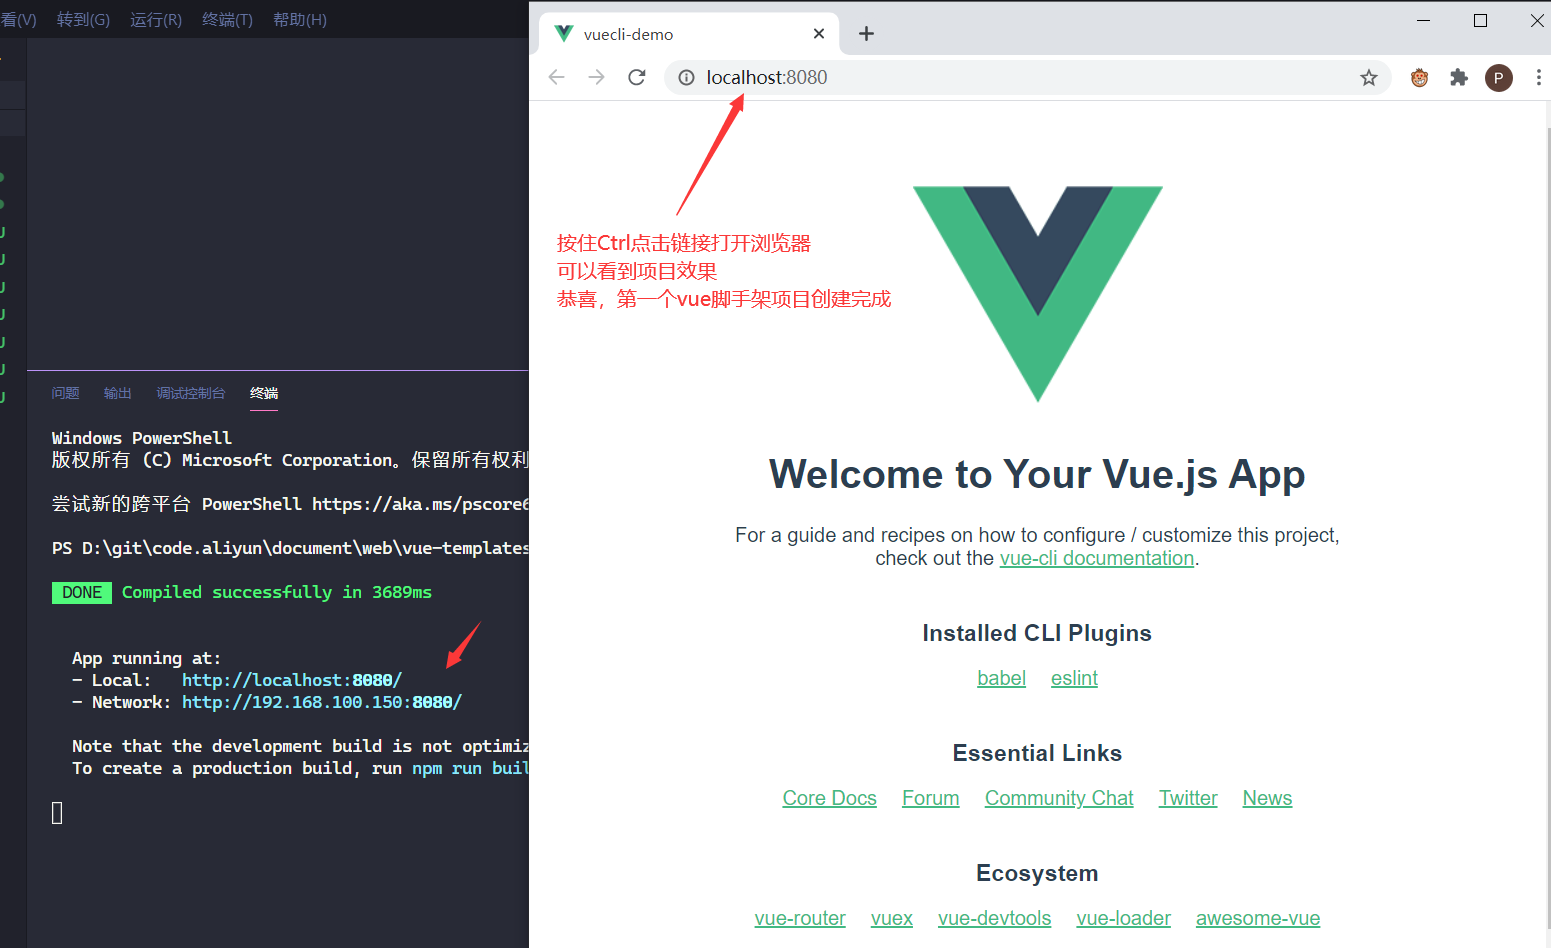 看(V) 转到(G) 运行(R) 终端(T) 帮助(H)
U
U
U
U
U
U
U
问题 输出 调试控制台 终端
Windows PowerShell
版权所有 (C) Microsoft Corporation。保留所有权利
尝试新的跨平台 PowerShell https://aka.ms/pscore6
PS D:\git\code.aliyun\document\web\vue-templates
DONE Compiled successfully in 3689ms
App running at:
- Local: http://localhost:8080/
- Network: http://192.168.100.150:8080/
Note that the development build is not optimiz
To create a production build, run npm run buil
vuecli-demo
localhost:8080
P
按住Ctrl点击链接打开浏览器
可以看到项目效果
恭喜，第一个vue脚手架项目创建完成
Welcome to Your Vue.js App
For a guide and recipes on how to configure / customize this project,
check out the vue-cli documentation.
Installed CLI Plugins
babel eslint
Essential Links
Core Docs Forum Community Chat Twitter News
Ecosystem
vue-router vuex vue-devtools vue-loader awesome-vue